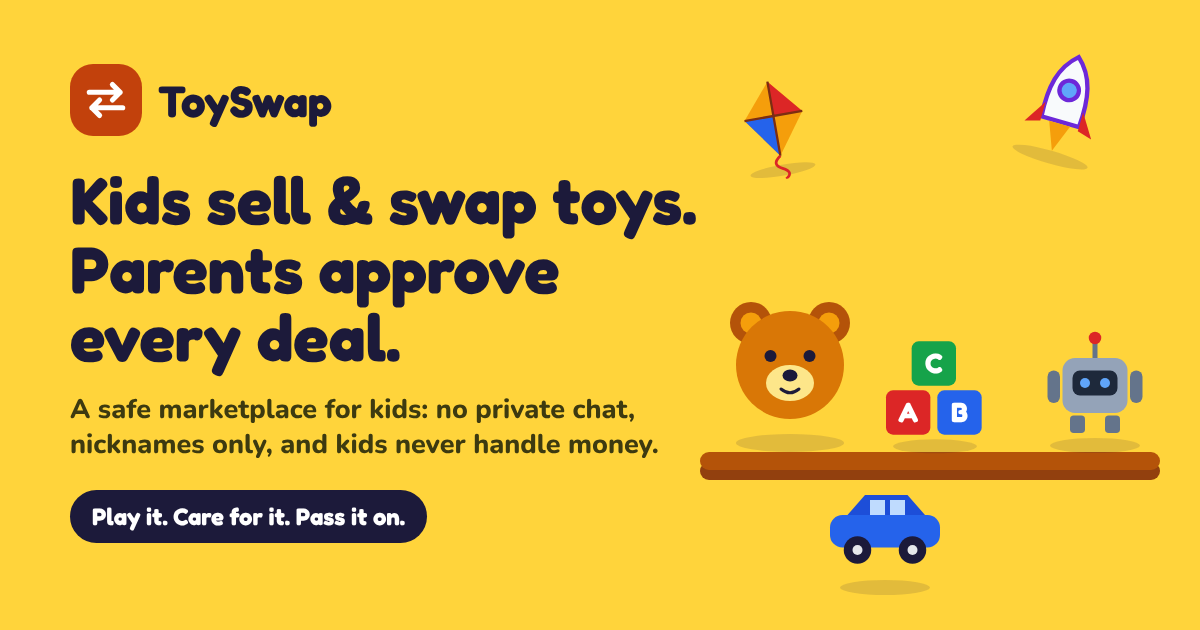 ToySwap
Kids sell & swap toys.
Parents approve
every deal.
A safe marketplace for kids: no private chat,
nicknames only, and kids never handle money.
Play it. Care for it. Pass it on.
C
A B